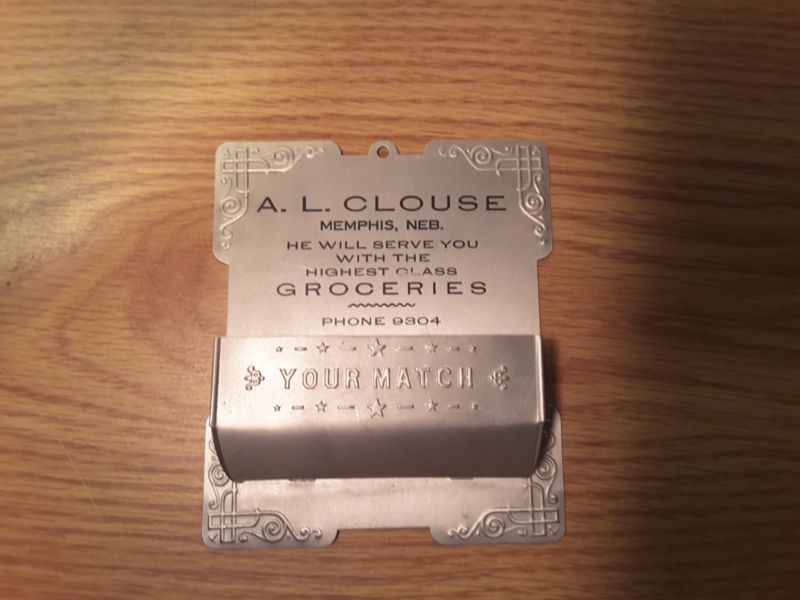 A. L. CLOUSE
MEMPHIS, NEB.
HE WILL SERVE YOU
WITH THE
HIGHEST CLASS
GROCERIES
PHONE 9304
YOUR MATCH